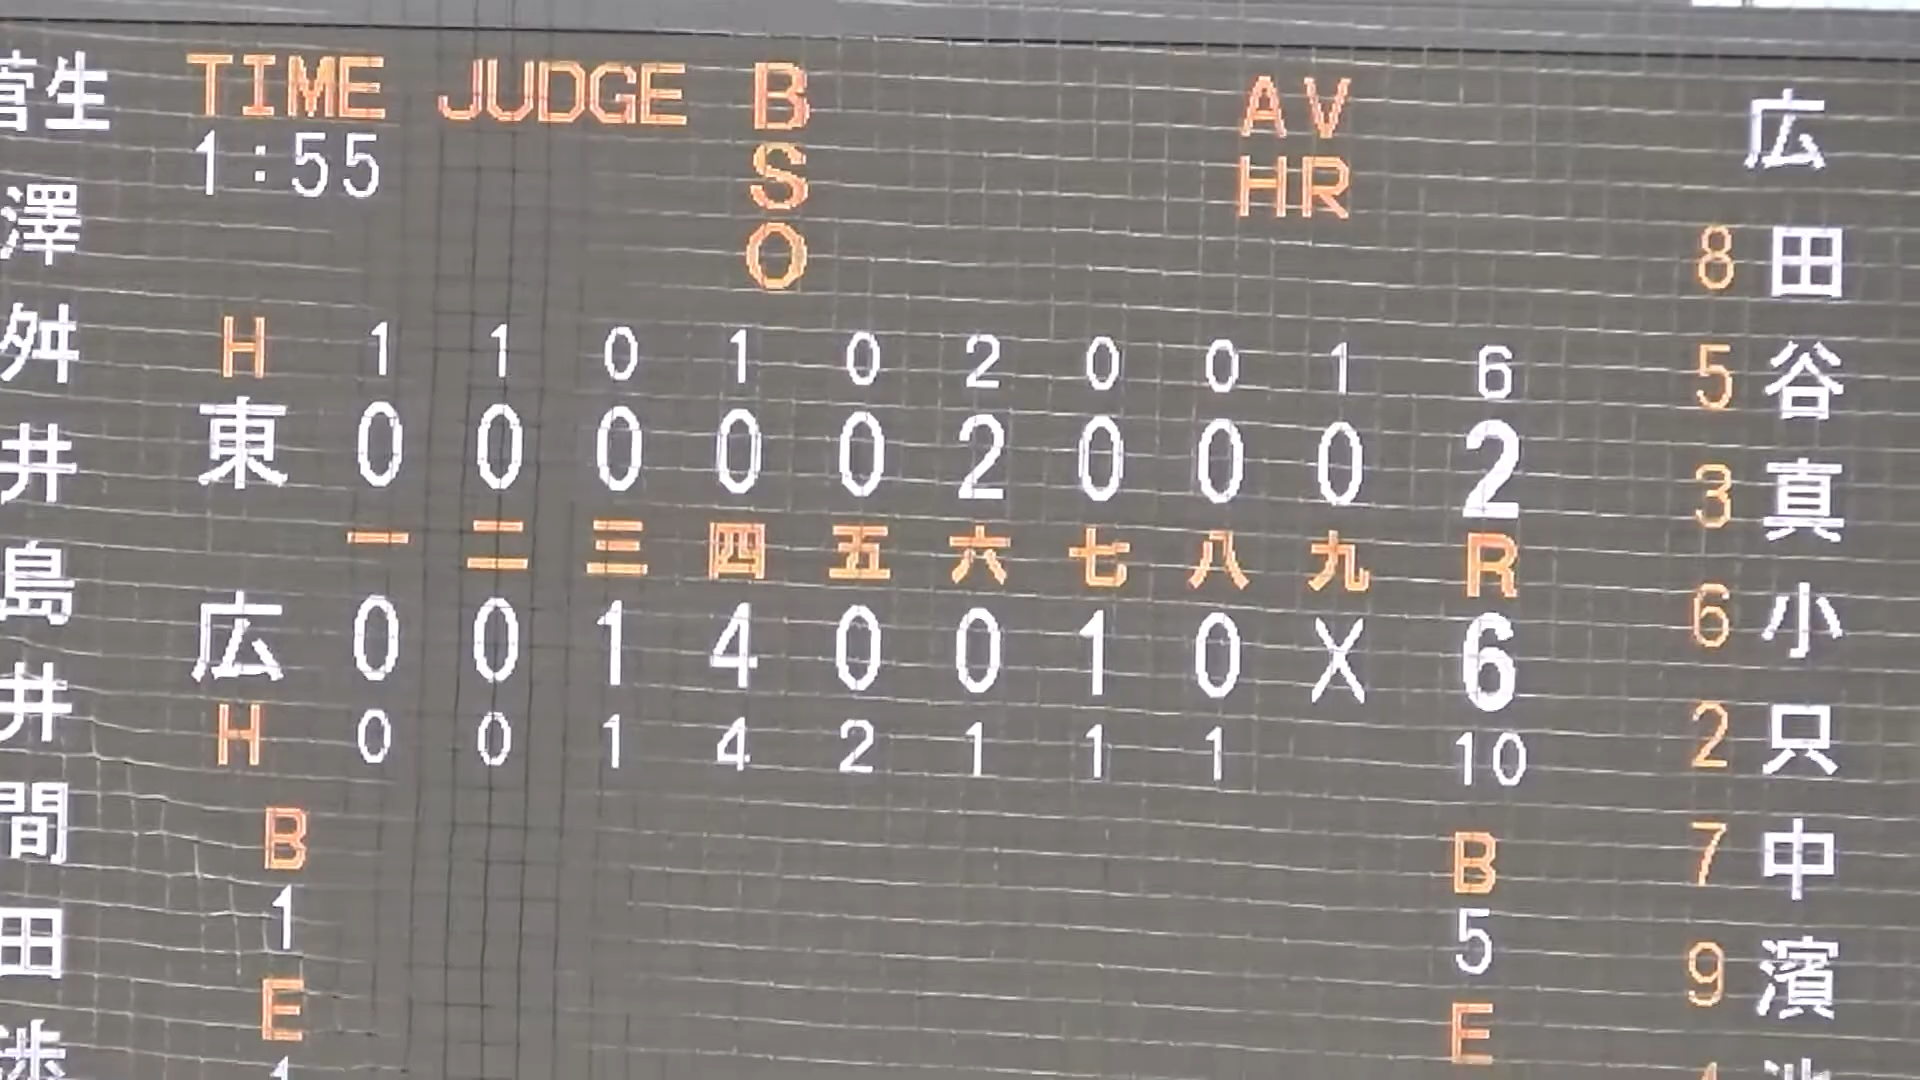 菅生 TIME JUDGE B AV 広
1:55 S HR
澤 O 8 田
舛 H 1 1 0 1 0 2 0 0 1 6 5 谷
井 東 0 0 0 0 0 2 0 0 0 2 3 真
島 一 二 三 四 五 六 七 八 九 R
広 0 0 1 4 0 0 1 0 X 6 6 小
井 H 0 0 1 4 2 1 1 1 10 2 只
間 B B 7 中
田 1 5 9 濱
E E
1